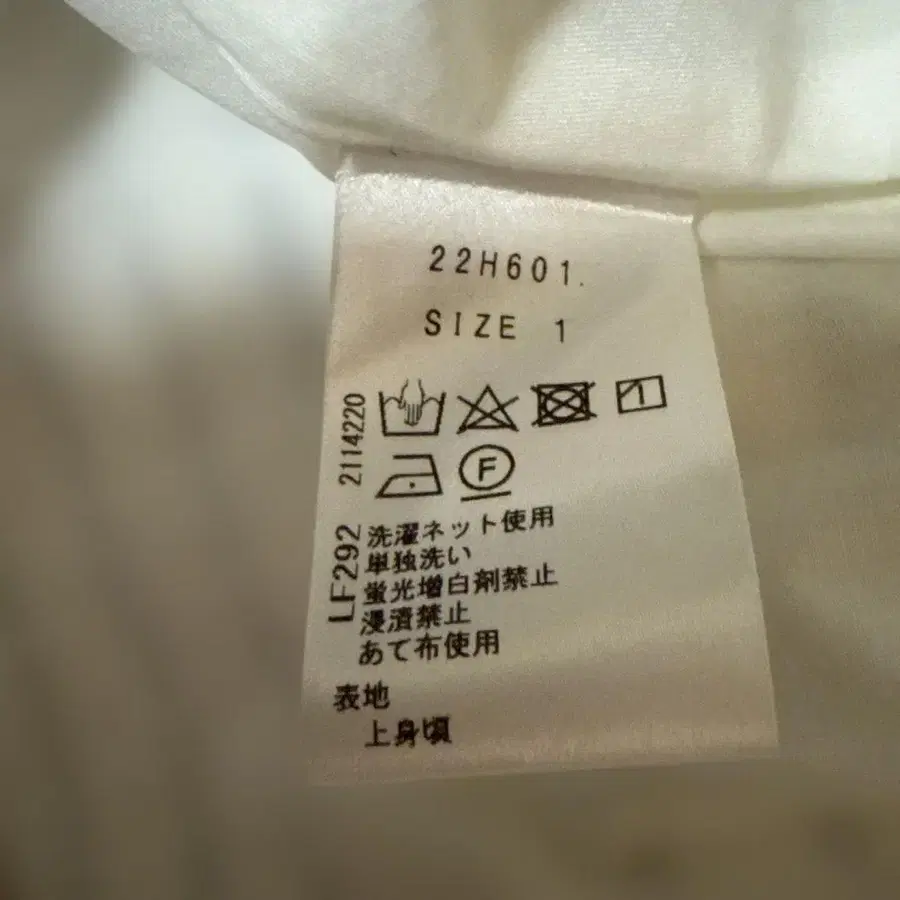 22H601.
SIZE 1
2114220
F
LF292
洗濯ネット使用
単独洗い
蛍光増白剤禁止
浸漬禁止
あて布使用
表地
上身頃